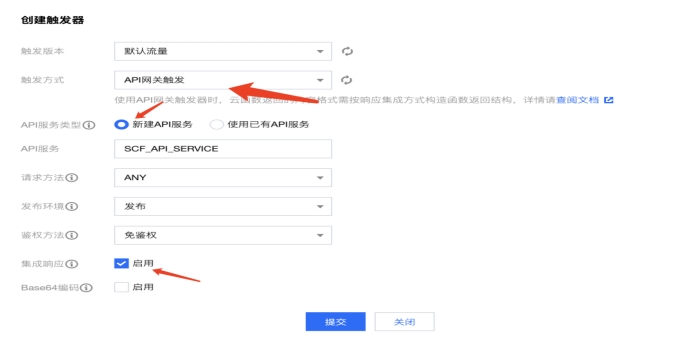 创建触发器
触发版本 默认流量
触发方式 API网关触发
使用API网关触发器时，云函数返回的 格式需按响应集成方式构造函数返回结构，详情请查阅文档
API服务类型 新建API服务 使用已有API服务
API服务 SCF_API_SERVICE
请求方法 ANY
发布环境 发布
鉴权方法 免鉴权
集成响应 启用
Base64编码 启用
提交 关闭